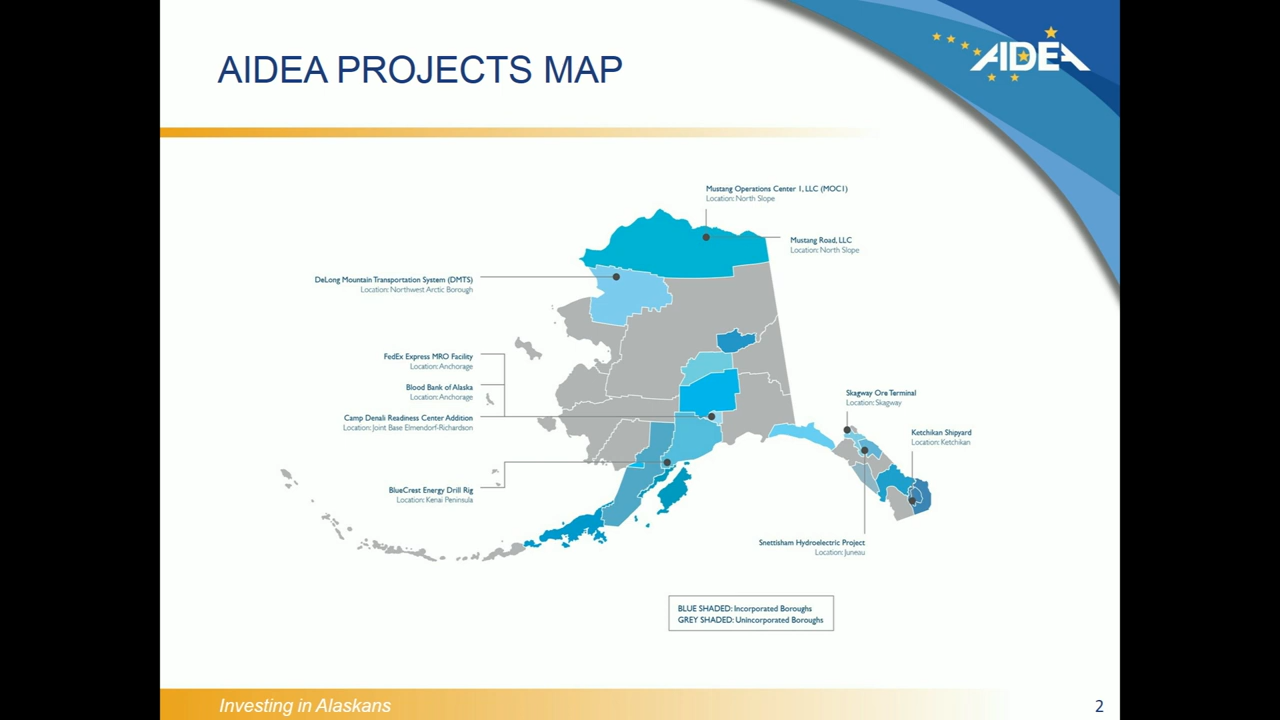 AIDEA PROJECTS MAP
AIDEA
Mustang Operations Center 1, LLC (MOC1)
Location: North Slope
Mustang Road, LLC
Location: North Slope
DeLong Mountain Transportation System (DMTS)
Location: Northwest Arctic Borough
FedEx Express MRO Facility
Location: Anchorage
Blood Bank of Alaska
Location: Anchorage
Camp Denali Readiness Center Addition
Location: Joint Base Elmendorf-Richardson
BlueCrest Energy Drill Rig
Location: Kenai Peninsula
Skagway Ore Terminal
Location: Skagway
Ketchikan Shipyard
Location: Ketchikan
Snettisham Hydroelectric Project
Location: Juneau
BLUE SHADED: Incorporated Boroughs
GREY SHADED: Unincorporated Boroughs
Investing in Alaskans
2